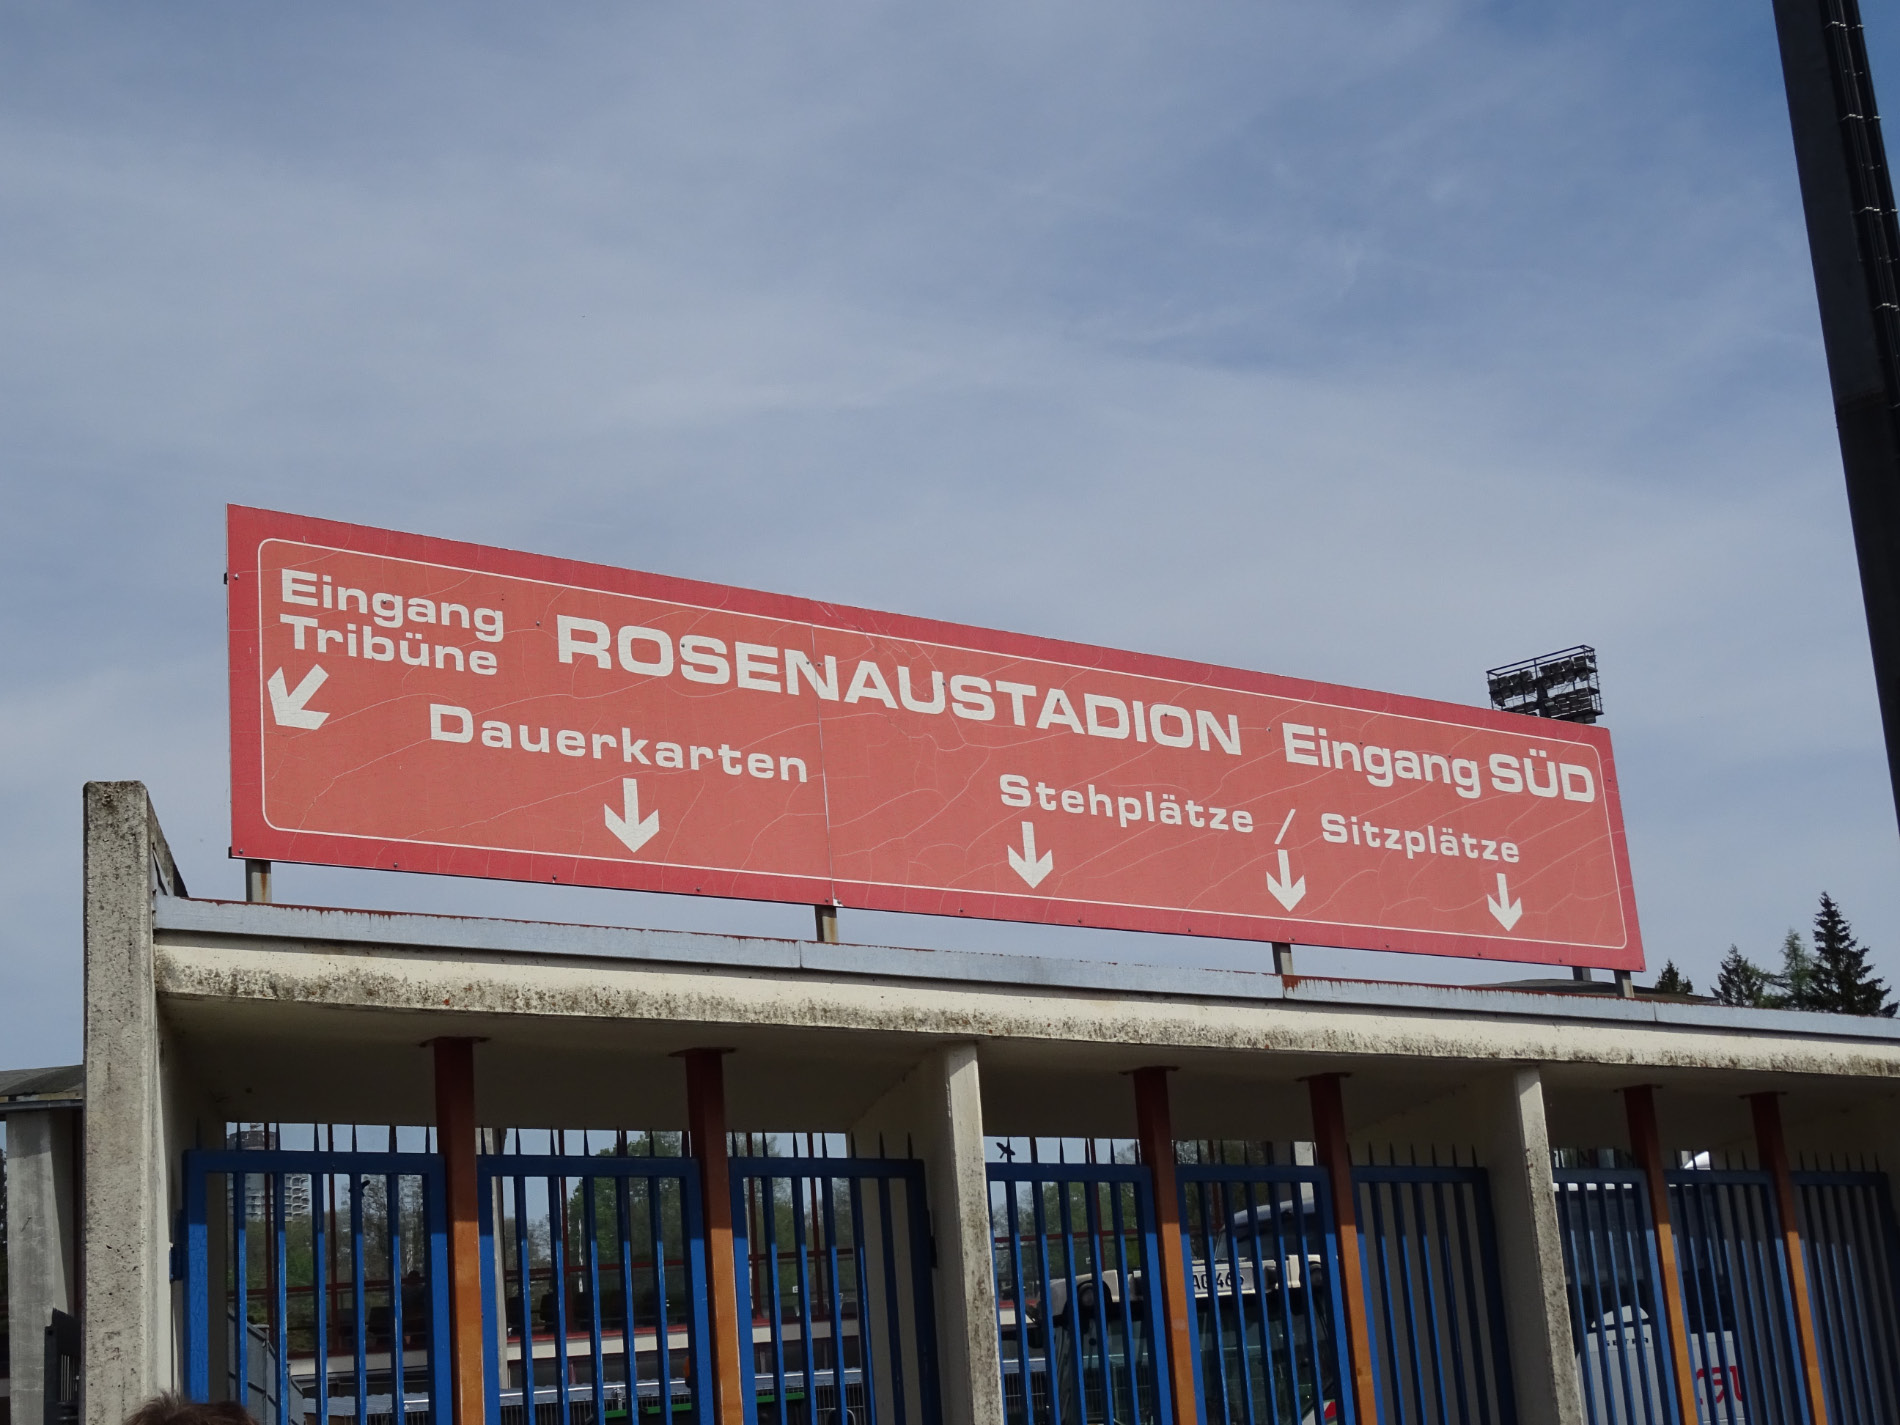 Eingang
Tribüne
ROSENAUSTADION
Eingang SÜD
Dauerkarten
Stehplätze / Sitzplätze